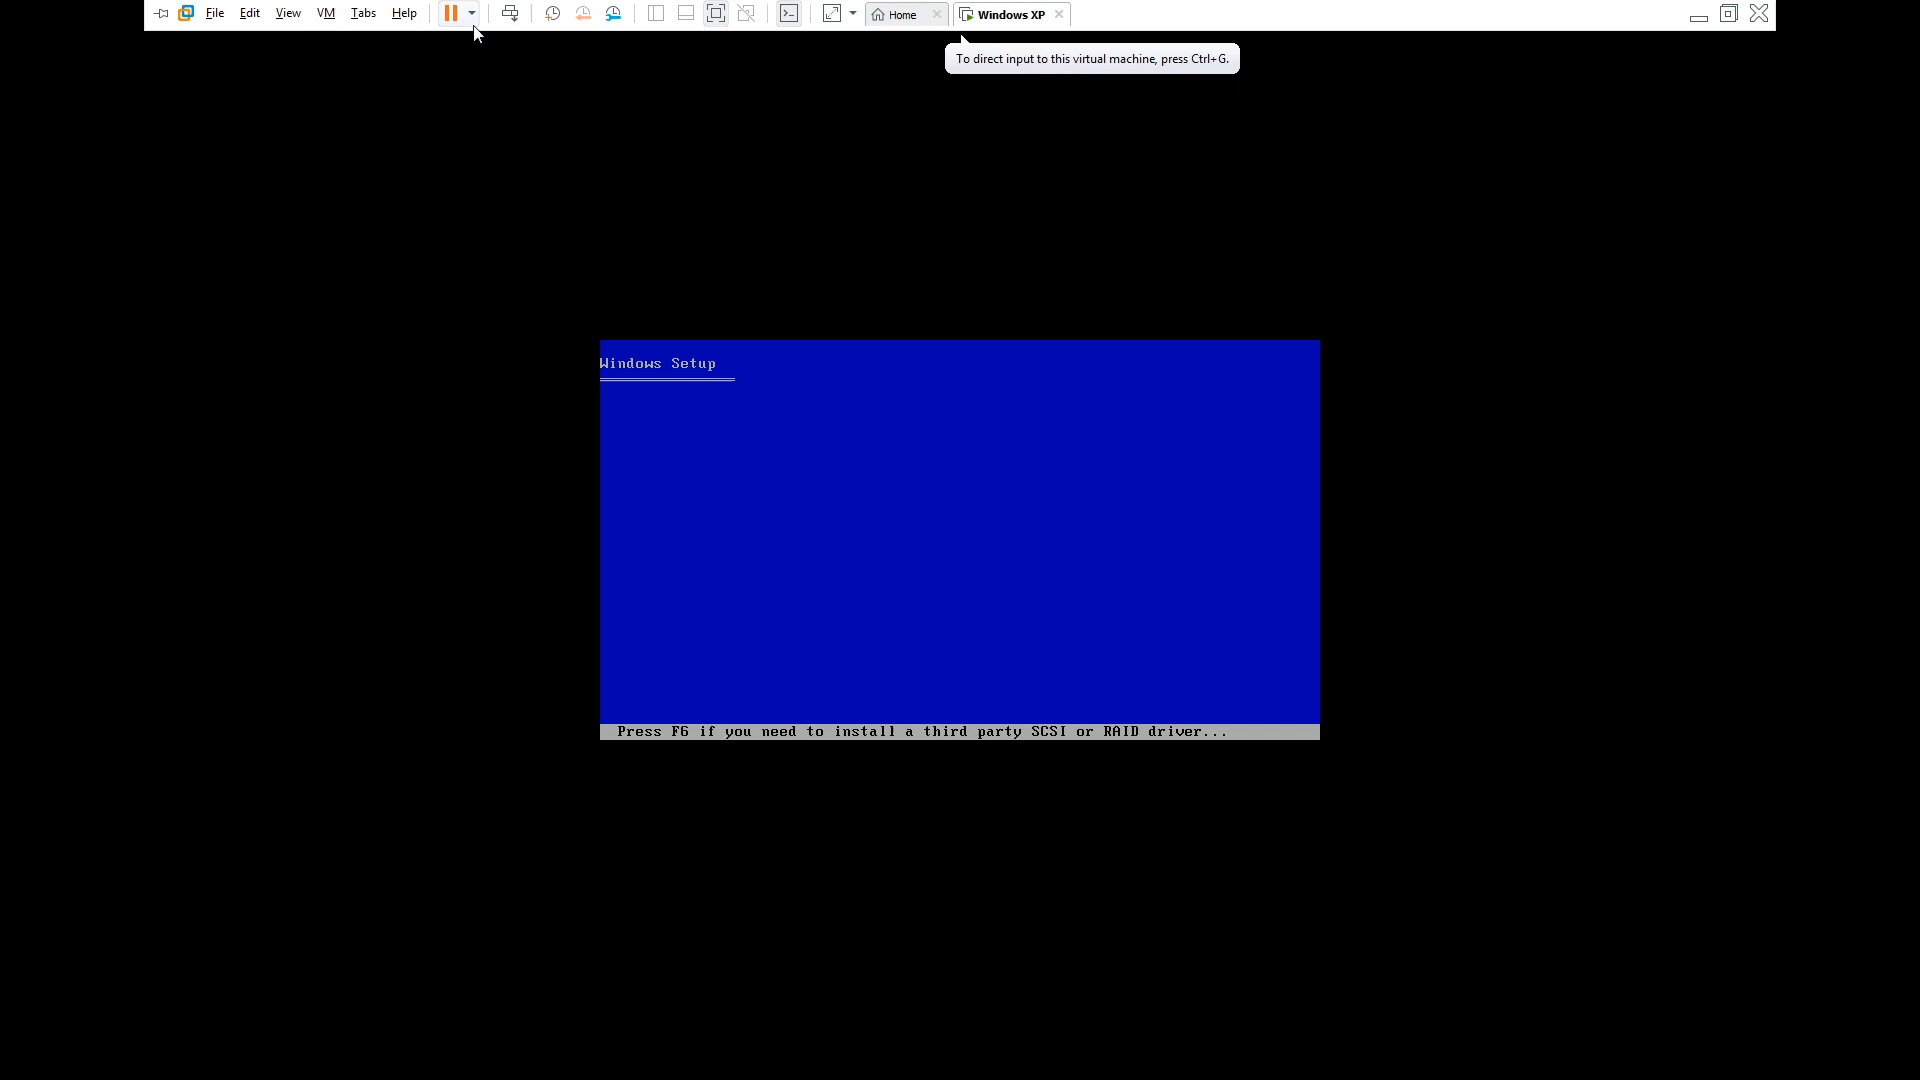 File Edit View VM Tabs Help Home Windows XP
To direct input to this virtual machine, press Ctrl+G.
Windows Setup
Press F6 if you need to install a third party SCSI or RAID driver...